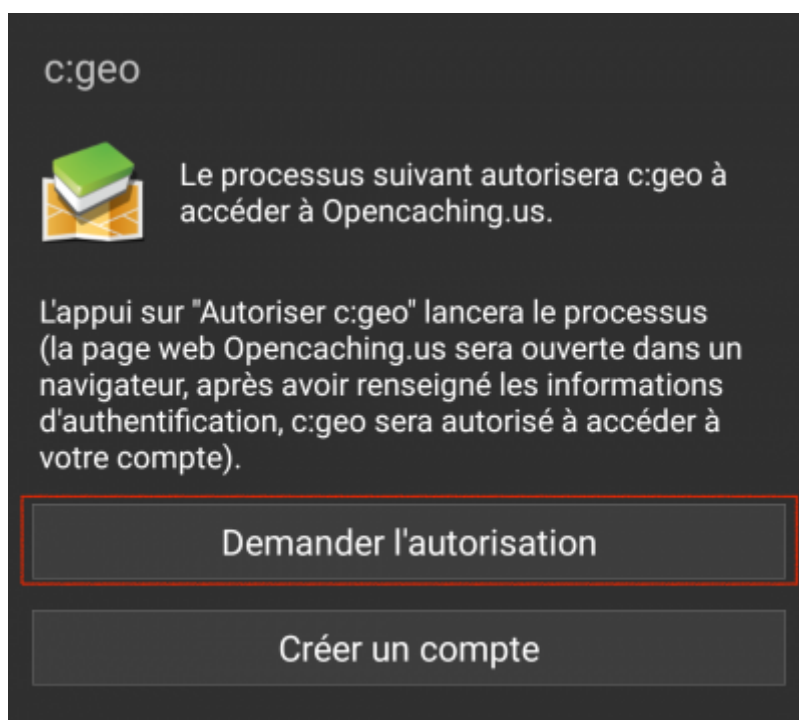 c:geo
Le processus suivant autorisera c:geo à
accéder à Opencaching.us.
L'appui sur "Autoriser c:geo" lancera le processus
(la page web Opencaching.us sera ouverte dans un
navigateur, après avoir renseigné les informations
d'authentification, c:geo sera autorisé à accéder à
votre compte).
Demander l'autorisation
Créer un compte